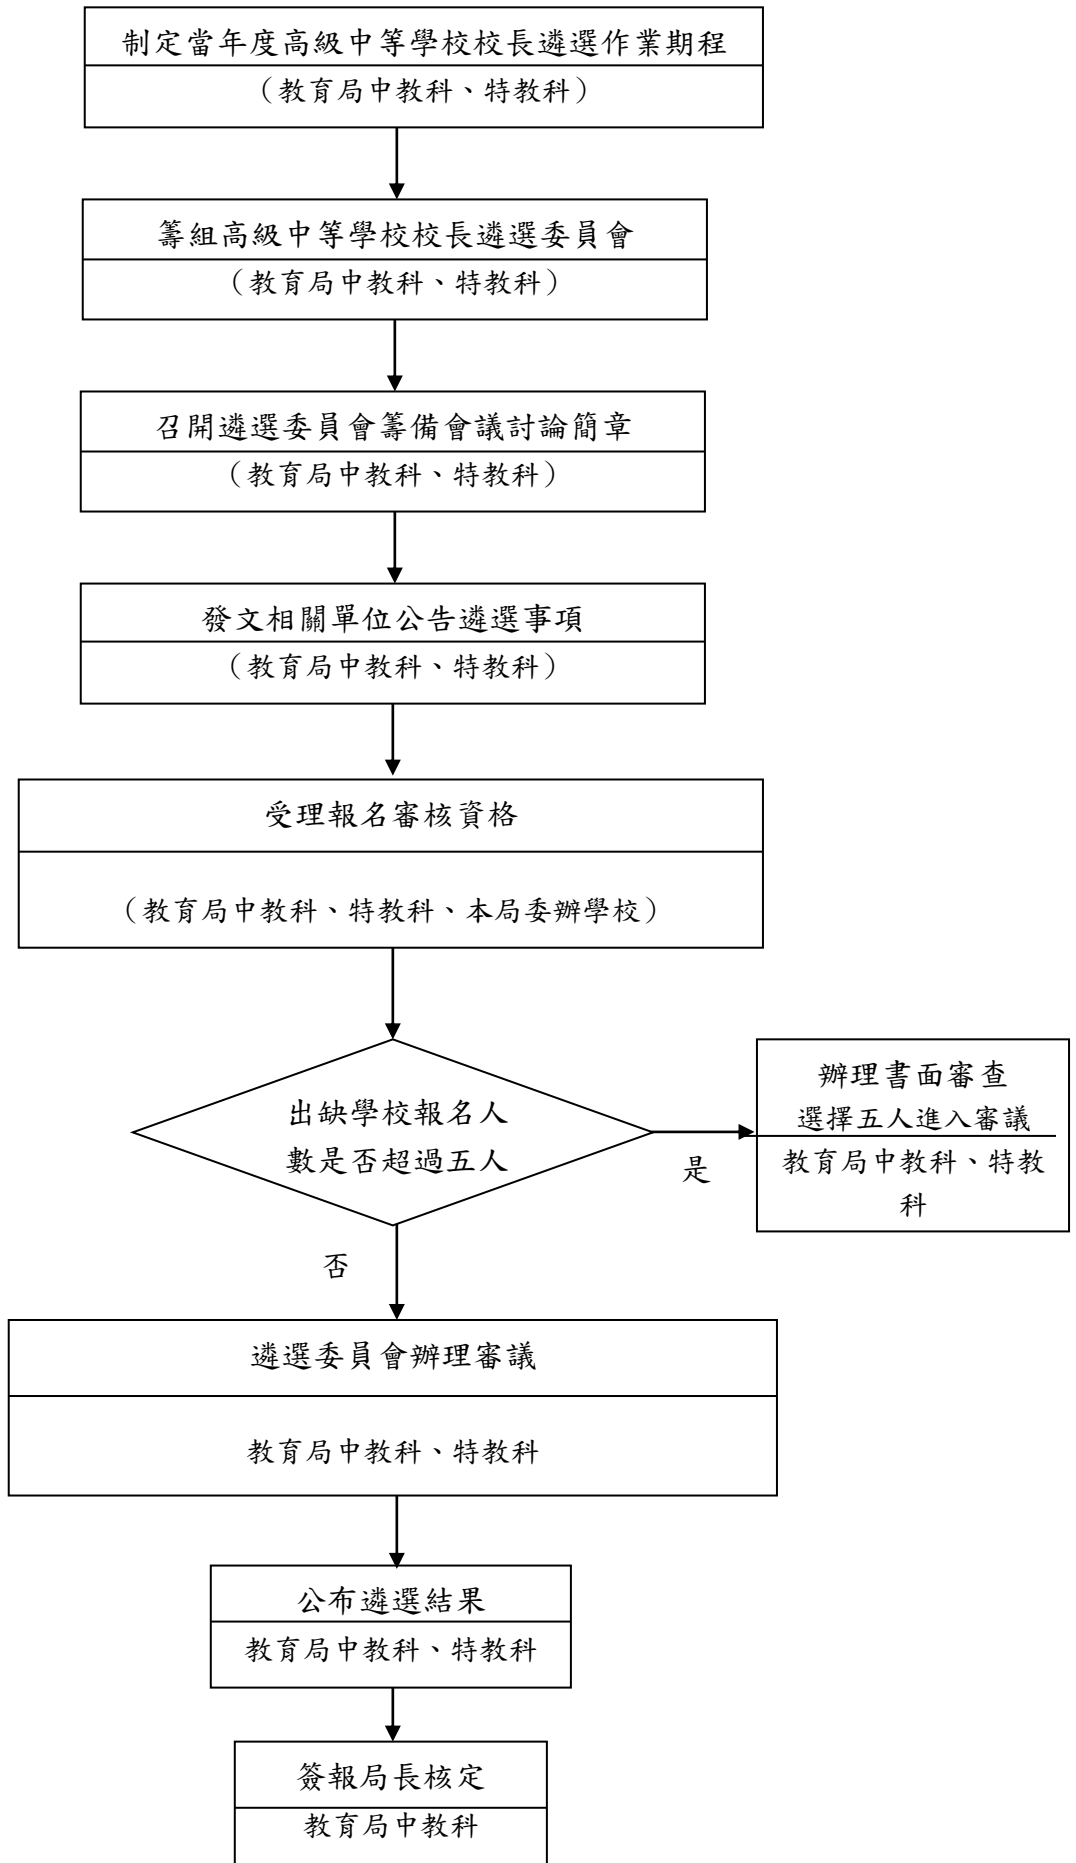 制定當年度高級中等學校校長遴選作業期程
（教育局中教科、特教科）
籌組高級中等學校校長遴選委員會
（教育局中教科、特教科）
召開遴選委員會籌備會議討論簡章
（教育局中教科、特教科）
發文相關單位公告遴選事項
（教育局中教科、特教科）
受理報名審核資格
（教育局中教科、特教科、本局委辦學校）
出缺學校報名人
數是否超過五人
是
辦理書面審查
選擇五人進入審議
教育局中教科、特教
科
否
遴選委員會辦理審議
教育局中教科、特教科
公布遴選結果
教育局中教科、特教科
簽報局長核定
教育局中教科